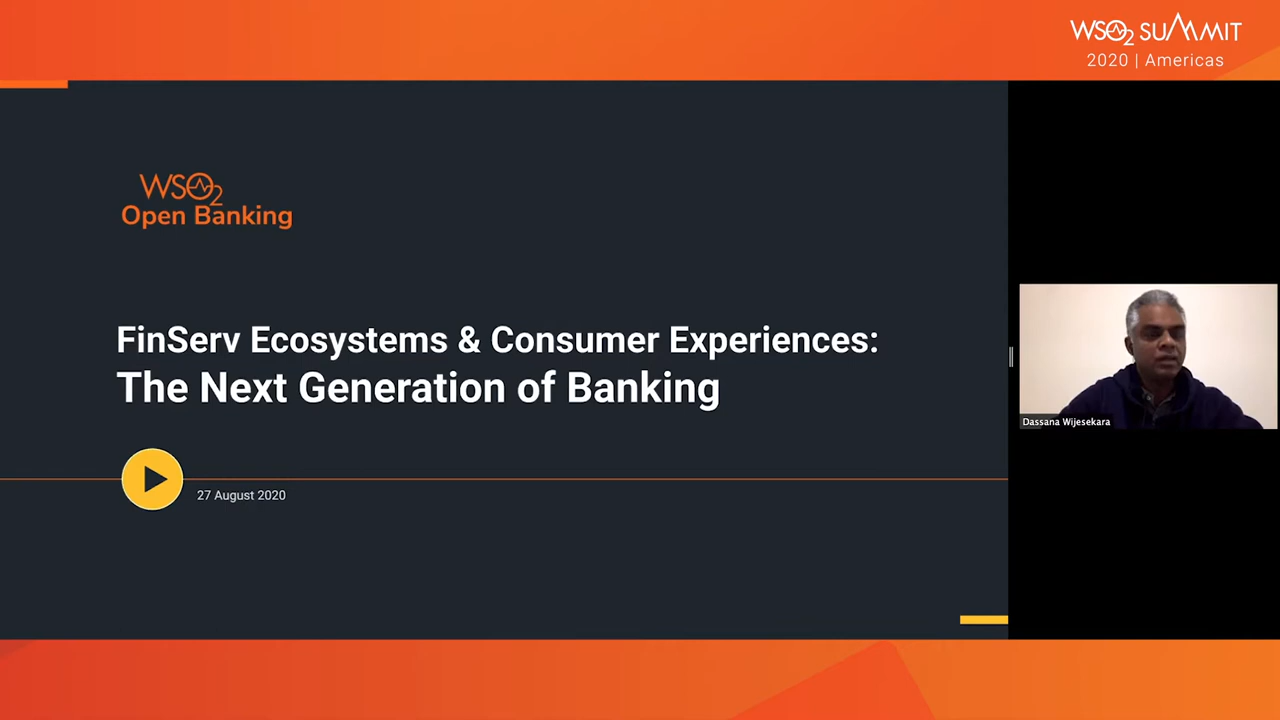 WSO2 SUMMIT
2020 | Americas
WSO2
Open Banking
FinServ Ecosystems & Consumer Experiences:
The Next Generation of Banking
27 August 2020
Dassana Wijesekara